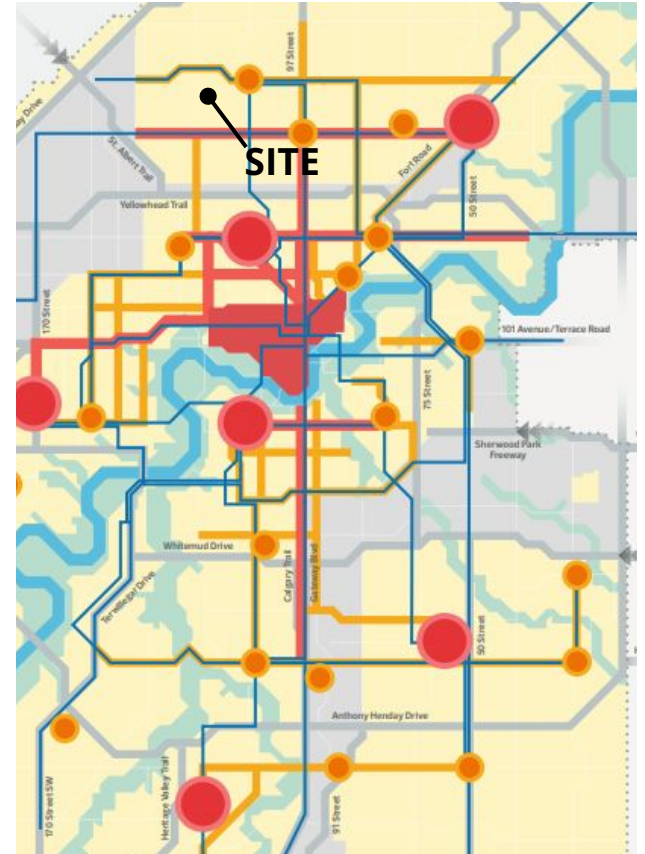 97 Street
ay Drive
St. Albert Trail
SITE
Fort Road
50 Street
Yellowhead Trail
170 Street
101 Avenue/Terrace Road
75 Street
Sherwood Park
Freeway
Whitemud Drive
Calgary Trail
Gateway Blvd
Terwillegar Drive
50 Street
Anthony Henday Drive
Heritage Valley Trail
170 Street SW
91 Street